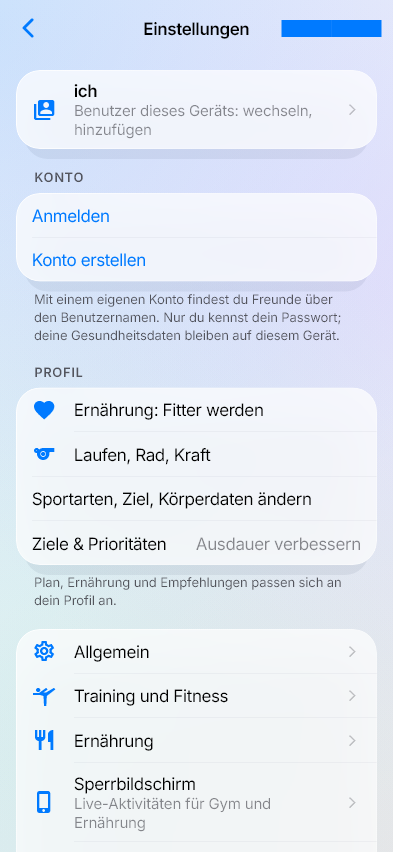 Einstellungen
ich
Benutzer dieses Geräts: wechseln,
hinzufügen
KONTO
Anmelden
Konto erstellen
Mit einem eigenen Konto findest du Freunde über
den Benutzernamen. Nur du kennst dein Passwort;
deine Gesundheitsdaten bleiben auf diesem Gerät.
PROFIL
Ernährung: Fitter werden
Laufen, Rad, Kraft
Sportarten, Ziel, Körperdaten ändern
Ziele & Prioritäten Ausdauer verbessern
Plan, Ernährung und Empfehlungen passen sich an
dein Profil an.
Allgemein
Training und Fitness
Ernährung
Sperrbildschirm
Live-Aktivitäten für Gym und
Ernährung